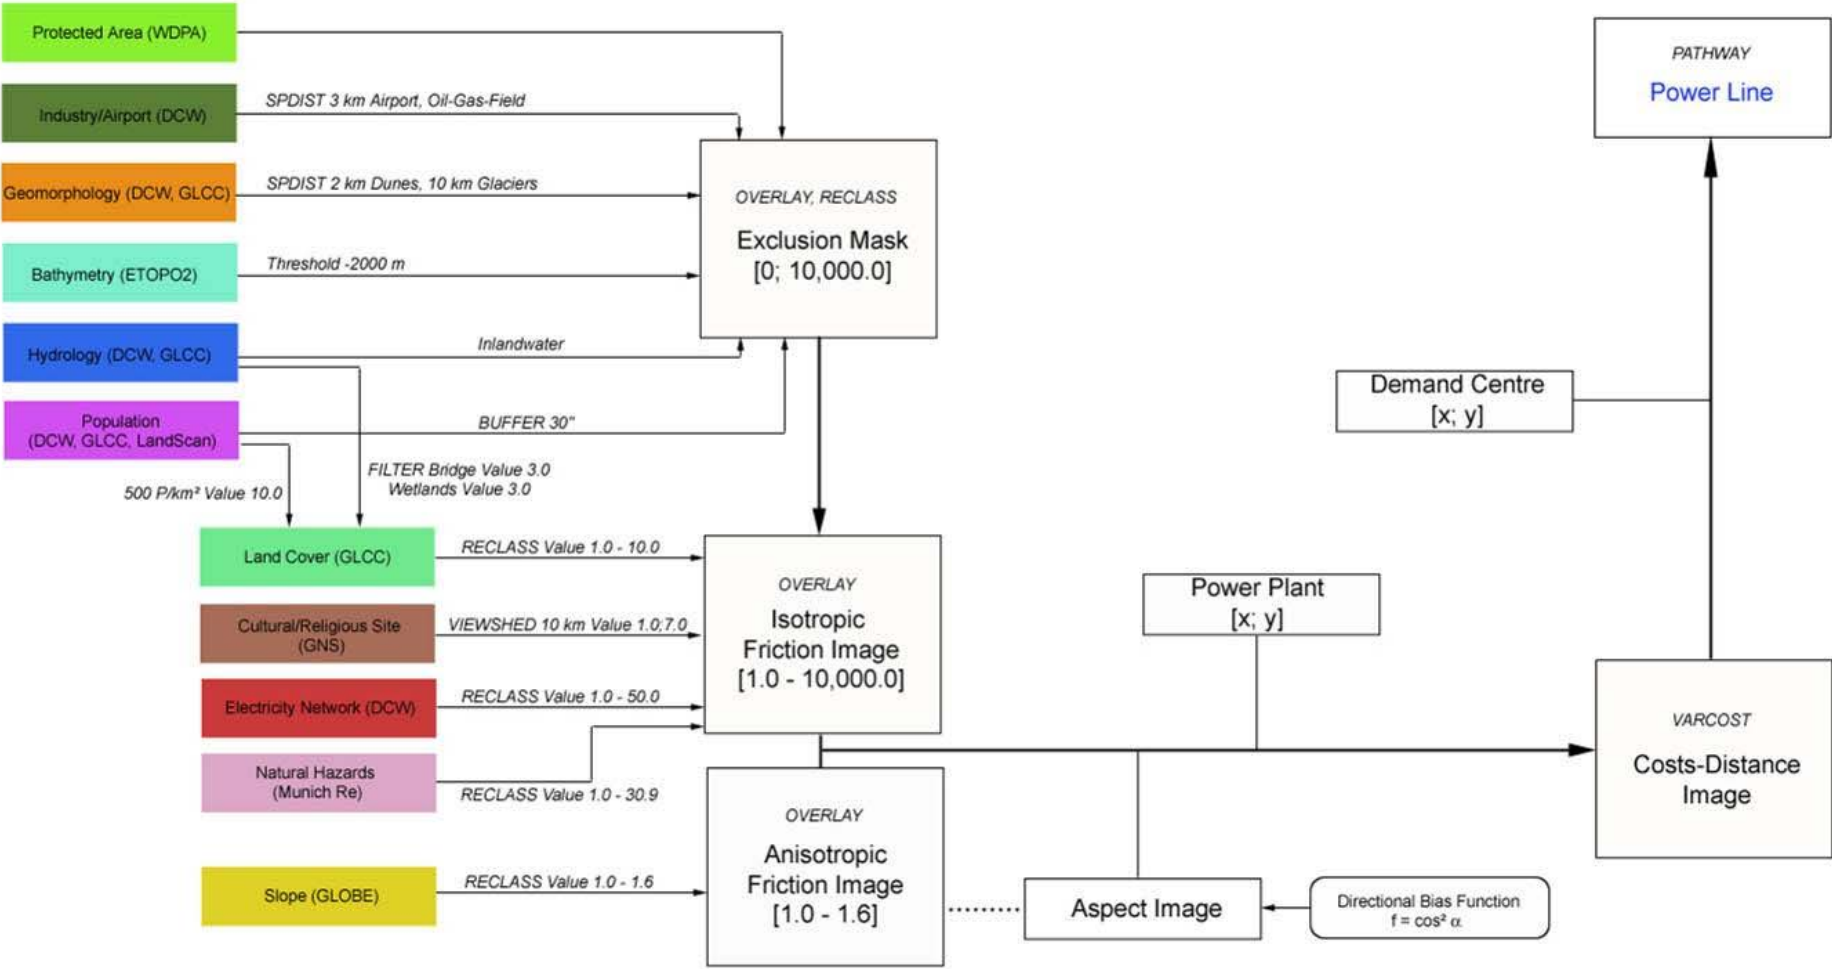 Protected Area (WDPA)
Industry/Airport (DCW)
SPDIST 3 km Airport, Oil-Gas-Field
Geomorphology (DCW, GLCC)
SPDIST 2 km Dunes, 10 km Glaciers
Bathymetry (ETOPO2)
Threshold -2000 m
Hydrology (DCW, GLCC)
Inlandwater
Population
(DCW, GLCC, LandScan)
BUFFER 30"
500 P/km² Value 10.0
FILTER Bridge Value 3.0
Wetlands Value 3.0
OVERLAY, RECLASS
Exclusion Mask
[0; 10,000.0]
Land Cover (GLCC)
RECLASS Value 1.0 - 10.0
Cultural/Religious Site
(GNS)
VIEWSHED 10 km Value 1.0;7.0
Electricity Network (DCW)
RECLASS Value 1.0 - 50.0
Natural Hazards
(Munich Re)
RECLASS Value 1.0 - 30.9
OVERLAY
Isotropic
Friction Image
[1.0 - 10,000.0]
Slope (GLOBE)
RECLASS Value 1.0 - 1.6
OVERLAY
Anisotropic
Friction Image
[1.0 - 1.6]
Aspect Image
Directional Bias Function
f = cos² α
Power Plant
[x; y]
VARCOST
Costs-Distance
Image
Demand Centre
[x; y]
PATHWAY
Power Line